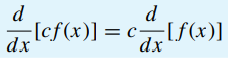 d/dx [cf(x)] = c d/dx [f(x)]